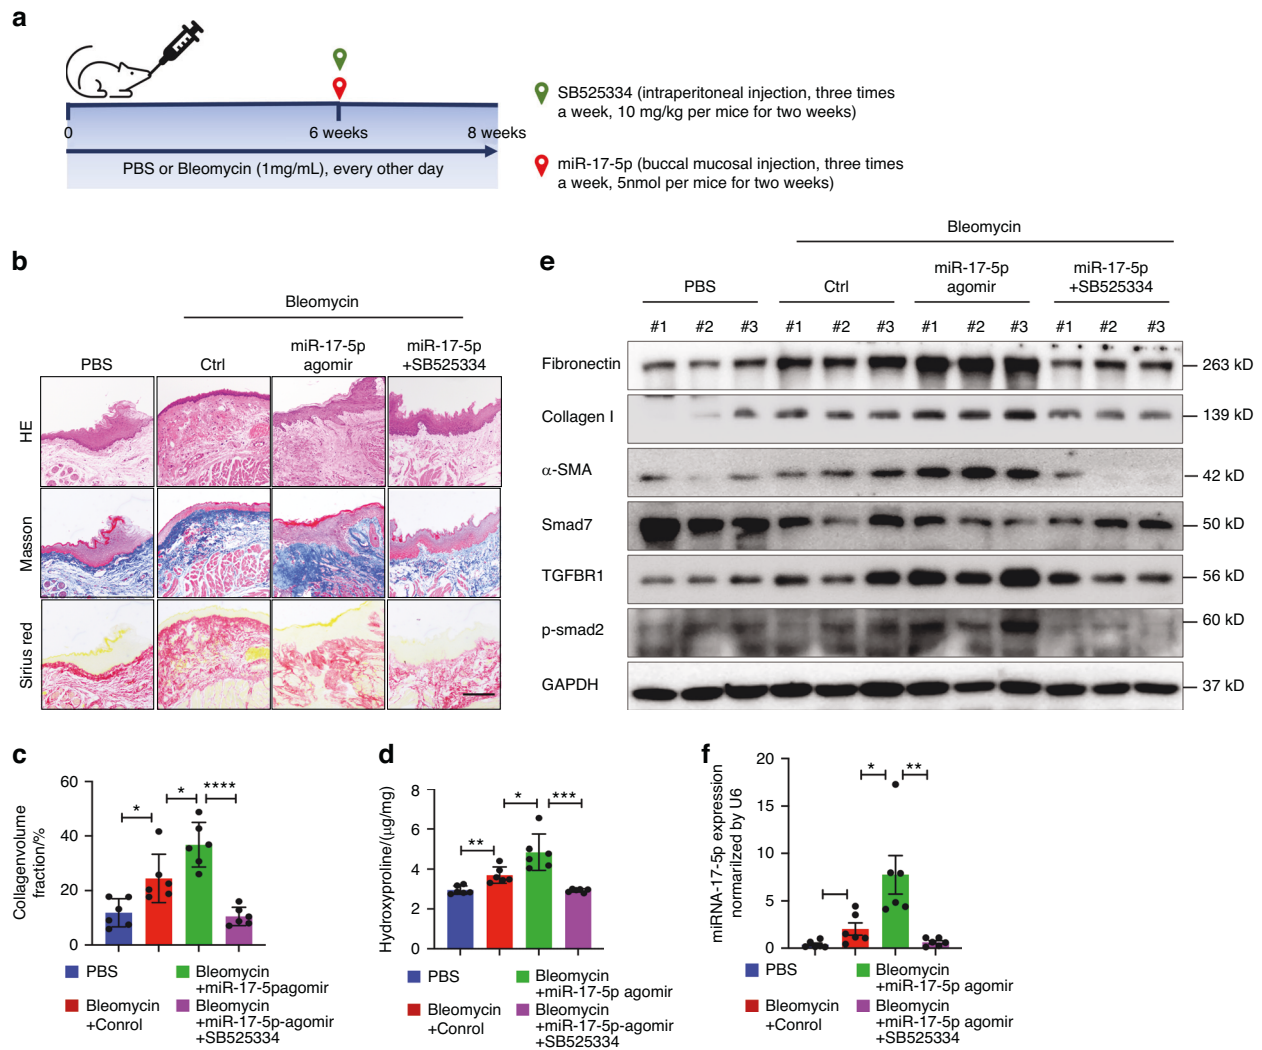 a
0
6 weeks
8 weeks
PBS or Bleomycin (1mg/mL), every other day
SB525334 (intraperitoneal injection, three times
a week, 10 mg/kg per mice for two weeks)
miR-17-5p (buccal mucosal injection, three times
a week, 5nmol per mice for two weeks)
b
Bleomycin
PBS
Ctrl
miR-17-5p
agomir
miR-17-5p
+SB525334
HE
Masson
Sirius red
e
Bleomycin
PBS
Ctrl
miR-17-5p
agomir
miR-17-5p
+SB525334
#1 #2 #3 #1 #2 #3 #1 #2 #3 #1 #2 #3
Fibronectin 263 kD
Collagen I 139 kD
α-SMA 42 kD
Smad7 50 kD
TGFBR1 56 kD
p-smad2 60 kD
GAPDH 37 kD
c
Collagenvolume
fraction/%
60
40
20
0
*
*
****
PBS
Bleomycin
+Conrol
Bleomycin
+miR-17-5pagomir
Bleomycin
+miR-17-5p-agomir
+SB525334
d
Hydroxyproline/(μg/mg)
8
6
4
2
0
**
*
***
PBS
Bleomycin
+Conrol
Bleomycin
+miR-17-5p agomir
Bleomycin
+miR-17-5p-agomir
+SB525334
f
miRNA-17-5p expression
normarilzed by U6
20
15
10
5
0
*
**
PBS
Bleomycin
+Conrol
Bleomycin
+miR-17-5p agomir
Bleomycin
+miR-17-5p agomir
+SB525334